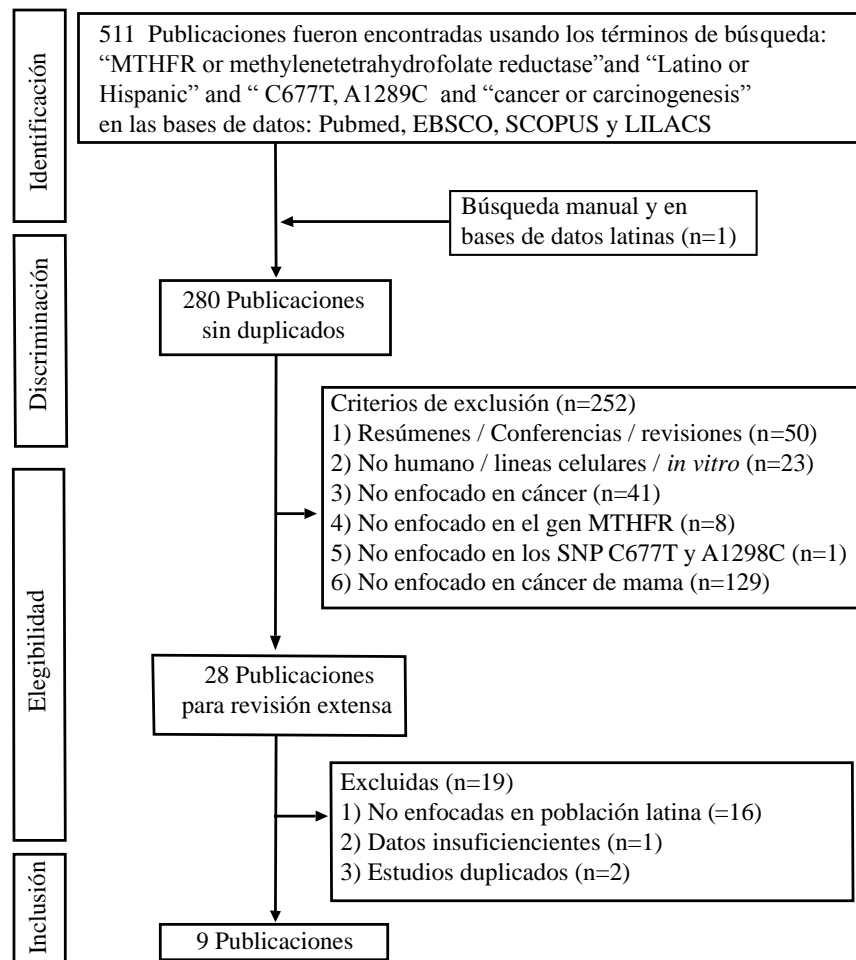 Identificación
511 Publicaciones fueron encontradas usando los términos de búsqueda:
“MTHFR or methylenetetrahydrofolate reductase”and “Latino or
Hispanic” and “ C677T, A1289C and “cancer or carcinogenesis”
en las bases de datos: Pubmed, EBSCO, SCOPUS y LILACS
Búsqueda manual y en
bases de datos latinas (n=1)
Discriminación
280 Publicaciones
sin duplicados
Criterios de exclusión (n=252)
1) Resúmenes / Conferencias / revisiones (n=50)
2) No humano / lineas celulares / in vitro (n=23)
3) No enfocado en cáncer (n=41)
4) No enfocado en el gen MTHFR (n=8)
5) No enfocado en los SNP C677T y A1298C (n=1)
6) No enfocado en cáncer de mama (n=129)
Elegibilidad
28 Publicaciones
para revisión extensa
Excluidas (n=19)
1) No enfocadas en población latina (=16)
2) Datos insuficiencientes (n=1)
3) Estudios duplicados (n=2)
Inclusión
9 Publicaciones